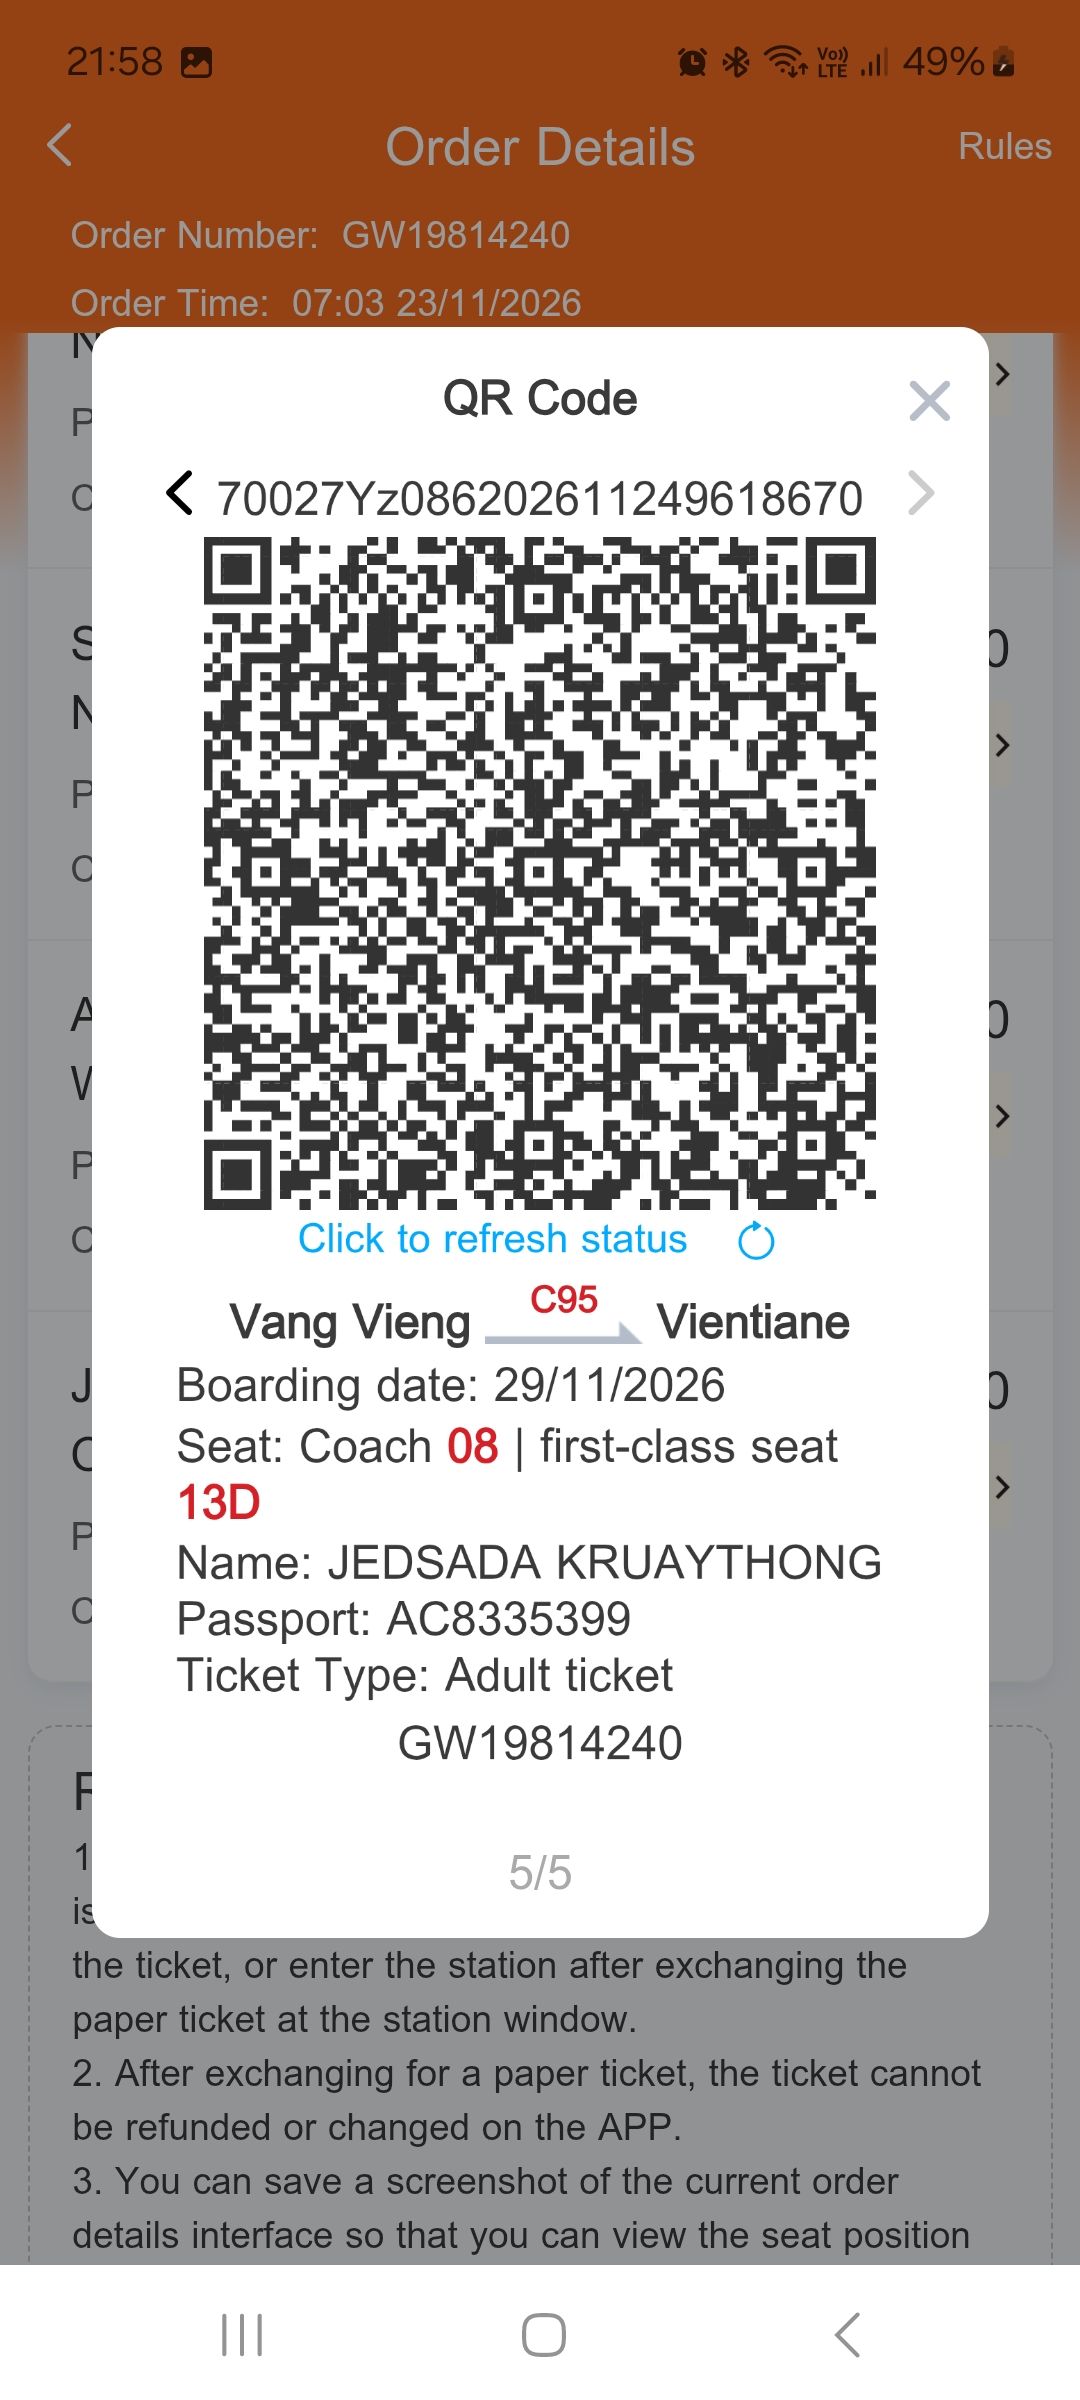 21:58
Vo)) LTE 49%
Order Details
Rules
Order Number: GW19814240
Order Time: 07:03 23/11/2026
QR Code
70027Yz086202611249618670
Click to refresh status
C95
Vang Vieng Vientiane
Boarding date: 29/11/2026
Seat: Coach 08 | first-class seat
13D
Name: JEDSADA KRUAYTHONG
Passport: AC8335399
Ticket Type: Adult ticket
GW19814240
5/5
the ticket, or enter the station after exchanging the
paper ticket at the station window.
2. After exchanging for a paper ticket, the ticket cannot
be refunded or changed on the APP.
3. You can save a screenshot of the current order
details interface so that you can view the seat position